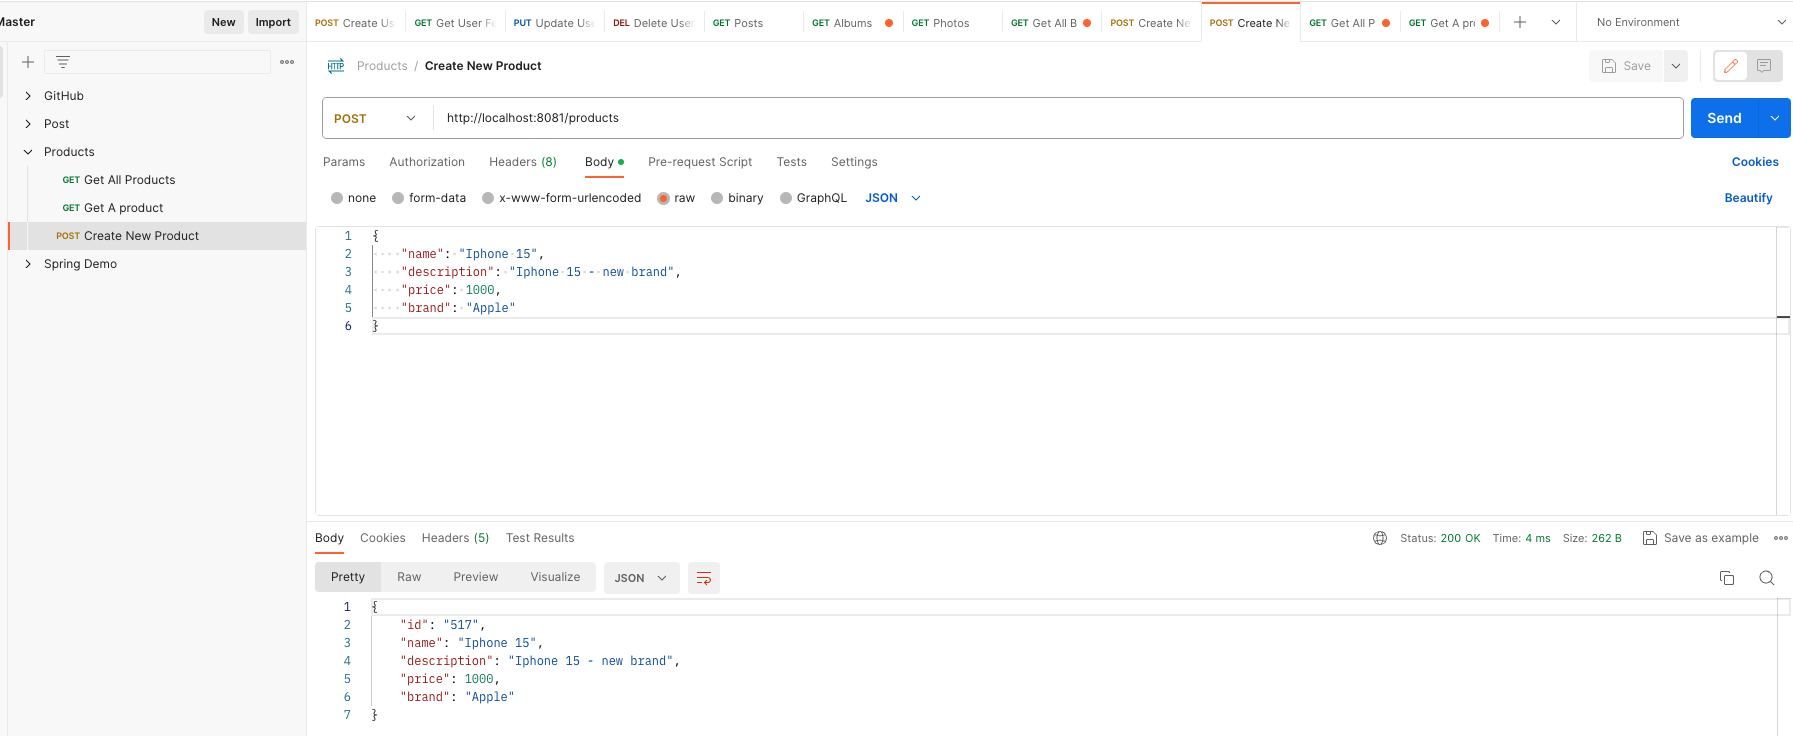 Master
New
Import
POST Create Us
GET Get User Fe
PUT Update Use
DEL Delete User
GET Posts
GET Albums
GET Photos
GET Get All B
POST Create Ne
POST Create Ne
GET Get All P
GET Get A pr
No Environment
Products / Create New Product
Save
GitHub
Post
Products
GET Get All Products
GET Get A product
POST Create New Product
Spring Demo
HTTP
POST
http://localhost:8081/products
Send
Params Authorization Headers (8) Body Pre-request Script Tests Settings
Cookies
none form-data x-www-form-urlencoded raw binary GraphQL JSON
Beautify
1 {
2 "name": "Iphone 15",
3 "description": "Iphone 15 - new brand",
4 "price": 1000,
5 "brand": "Apple"
6 }
Body Cookies Headers (5) Test Results
Status: 200 OK Time: 4 ms Size: 262 B Save as example
Pretty Raw Preview Visualize JSON
1 {
2 "id": "517",
3 "name": "Iphone 15",
4 "description": "Iphone 15 - new brand",
5 "price": 1000,
6 "brand": "Apple"
7 }